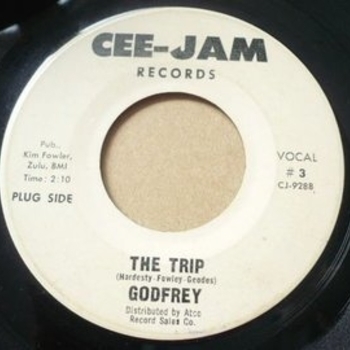 CEE-JAM
RECORDS
Pub.,
Kim Fowler,
Zulu, BMI
Time: 2:10
PLUG SIDE
VOCAL
# 3
CJ-9288
THE TRIP
(Hardesty-Fowley-Geddes)
GODFREY
Distributed by Atco
Record Sales Co.